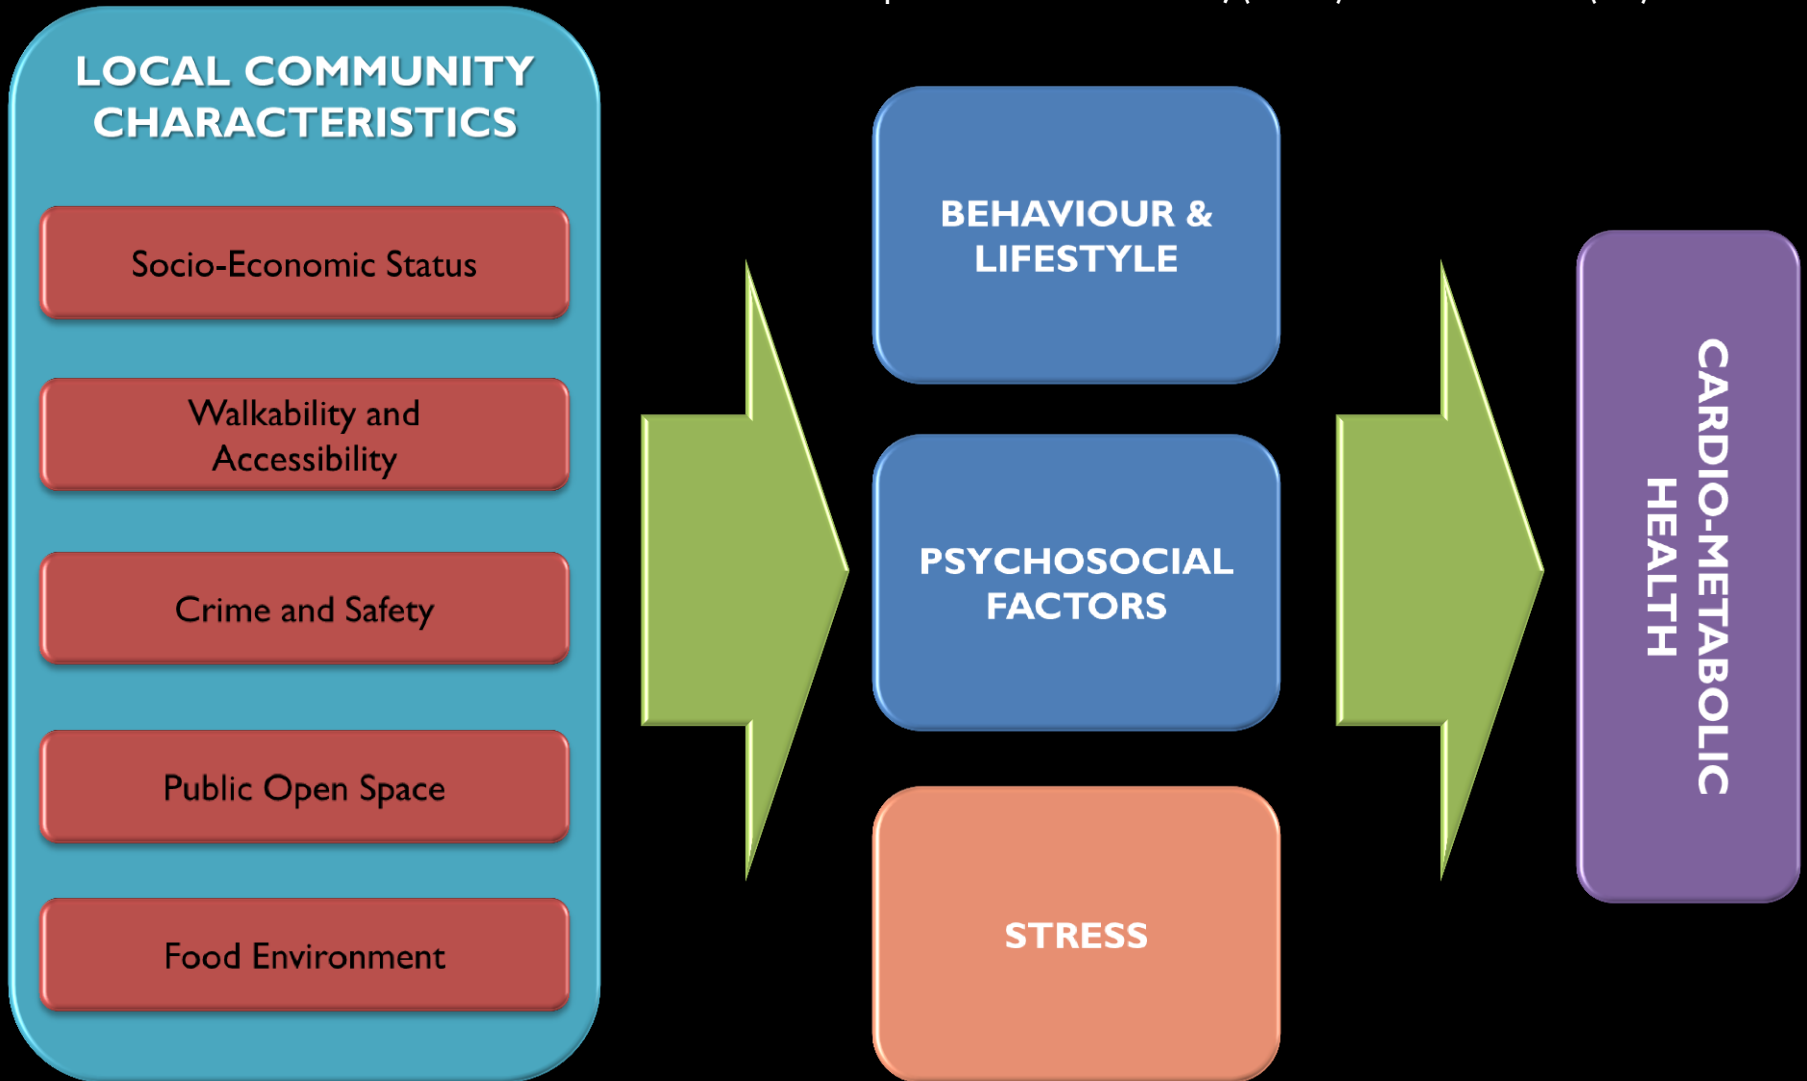 LOCAL COMMUNITY
CHARACTERISTICS
Socio-Economic Status
Walkability and
Accessibility
Crime and Safety
Public Open Space
Food Environment
BEHAVIOUR &
LIFESTYLE
PSYCHOSOCIAL
FACTORS
STRESS
CARDIO-METABOLIC
HEALTH